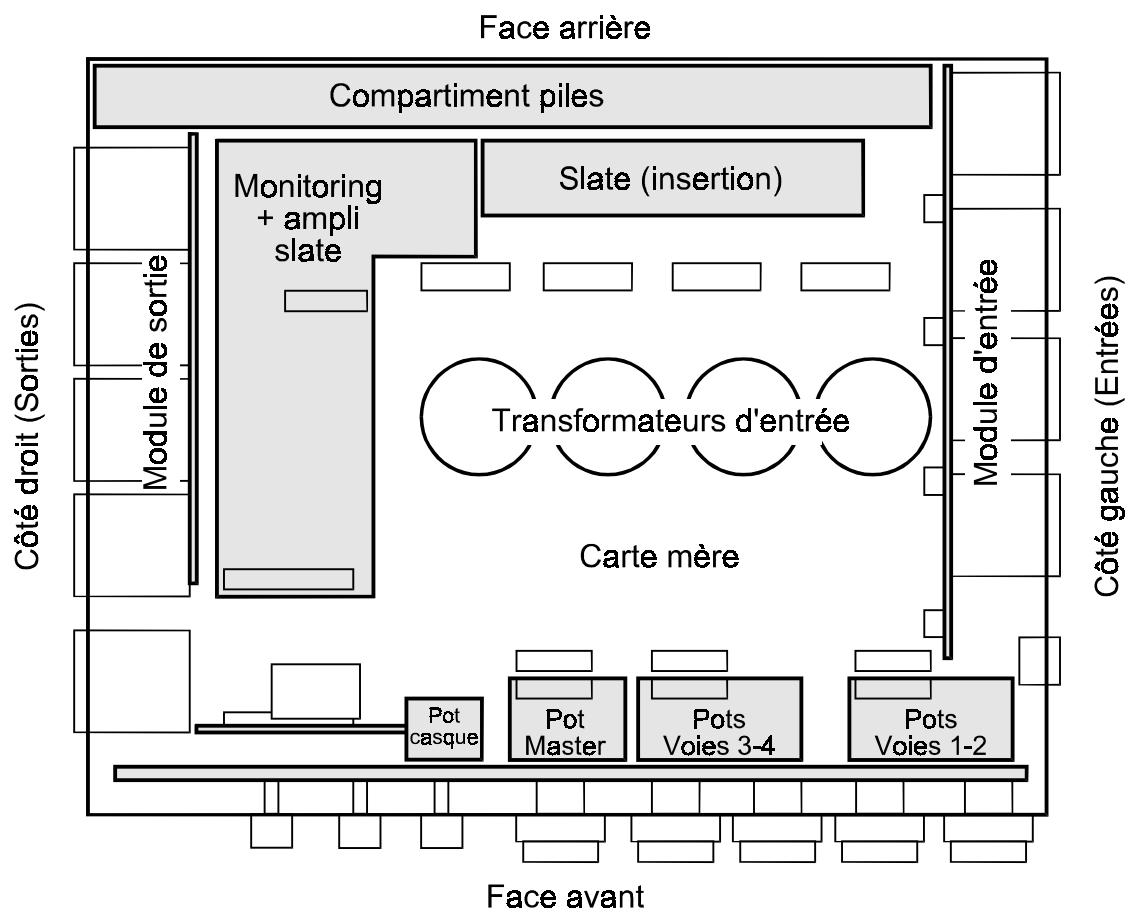 Face arrière
Compartiment piles
Monitoring
+ ampli
slate
Slate (insertion)
Côté droit (Sorties)
Module de sortie
Transformateurs d'entrée
Module d'entrée
Côté gauche (Entrées)
Carte mère
Pot
casque
Pot
Master
Pots
Voies 3-4
Pots
Voies 1-2
Face avant